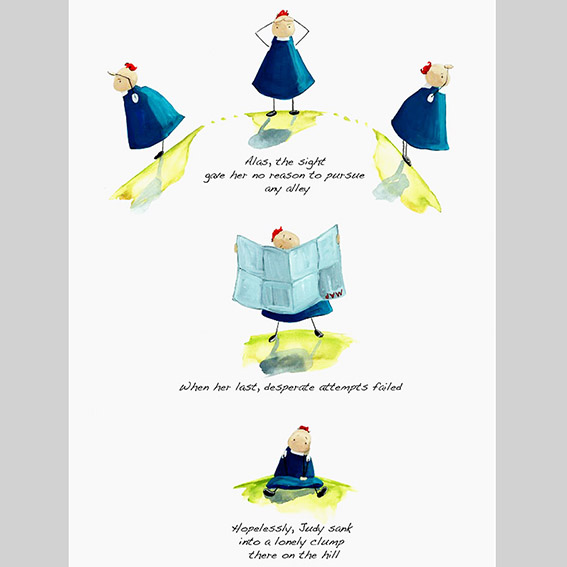 Alas, the sight
gave her no reason to pursue
any alley
MAP
When her last, desperate attempts failed
Hopelessly, Judy sank
into a lonely clump
there on the hill